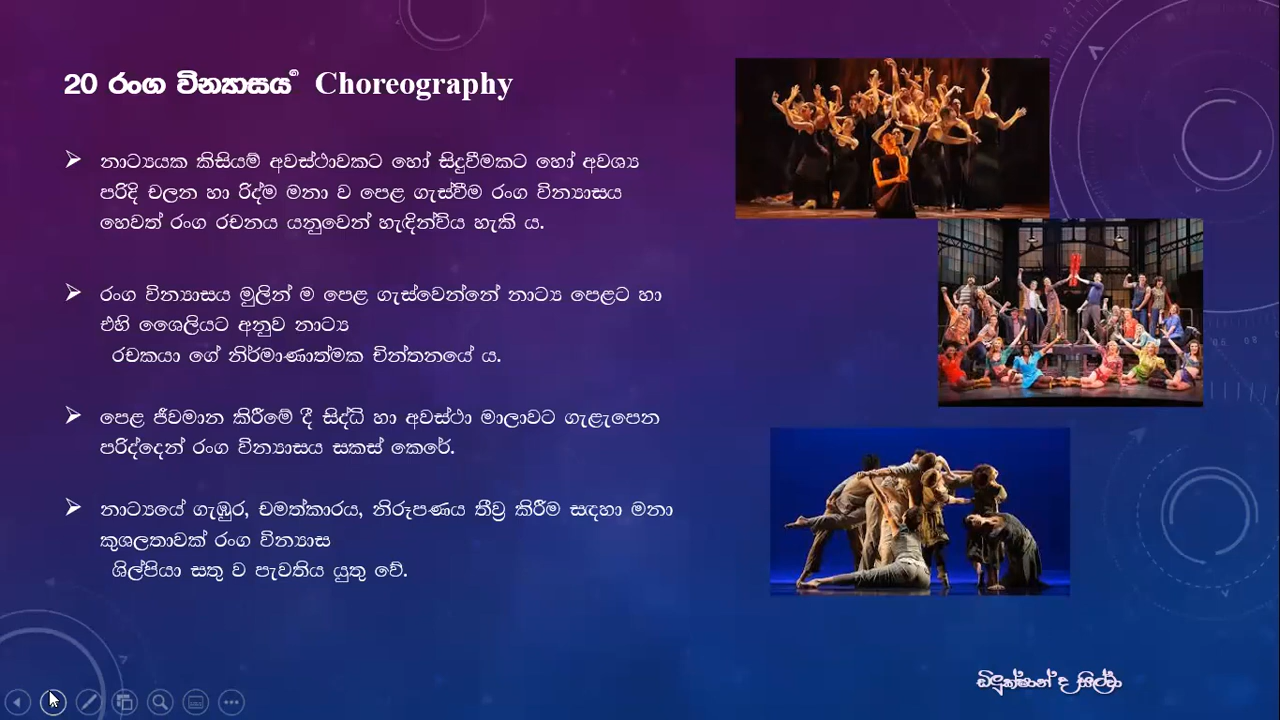 20 රංග වින්‍යාසය Choreography
නාට්‍යයක කිසියම් අවස්ථාවකට හෝ සිදුවීමකට හෝ අවශ්‍ය
පරිදි චලන හා රිද්ම මනා ව පෙළ ගැස්වීම රංග වින්‍යාසය
හෙවත් රංග රචනය යනුවෙන් හැඳින්විය හැකි ය.
රංග වින්‍යාසය මුලින් ම පෙළ ගැස්වෙන්නේ නාට්‍ය පෙළට හා
එහි ශෛලියට අනුව නාට්‍ය
රචකයා ගේ නිර්මාණාත්මක චින්තනයේ ය.
පෙළ ජීවමාන කිරීමේ දී සිද්ධි හා අවස්ථා මාලාවට ගැළැපෙන
පරිද්දෙන් රංග වින්‍යාසය සකස් කෙරේ.
නාට්‍යයේ ගැඹුර, චමත්කාරය, නිරූපණය තීව්‍ර කිරීම සඳහා මනා
කුශලතාවක් රංග වින්‍යාස
ශිල්පියා සතු ව පැවතිය යුතු වේ.
ඩිලුක්ෂාන් ද සිල්වා